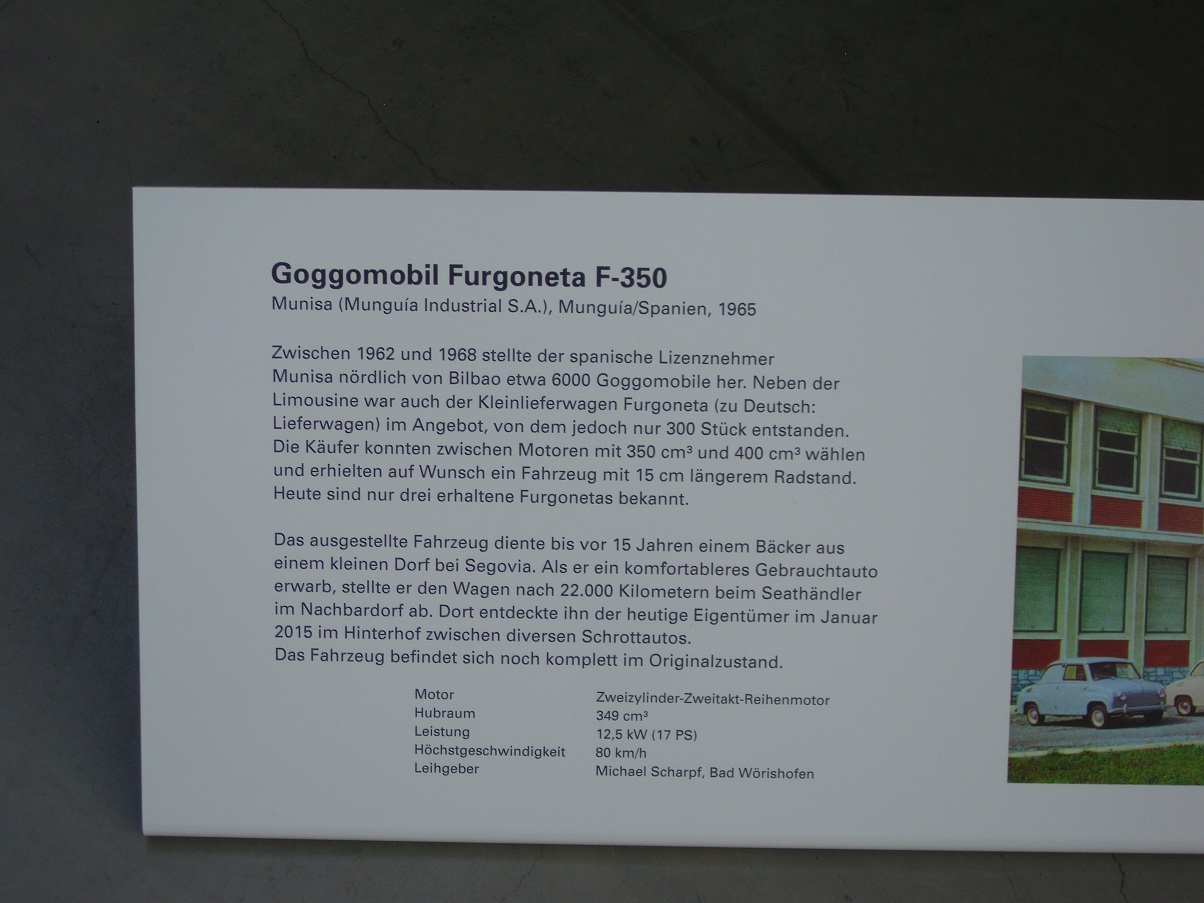 Goggomobil Furgoneta F-350
Munisa (Munguía Industrial S.A.), Munguía/Spanien, 1965
Zwischen 1962 und 1968 stellte der spanische Lizenznehmer
Munisa nördlich von Bilbao etwa 6000 Goggomobile her. Neben der
Limousine war auch der Kleinlieferwagen Furgoneta (zu Deutsch:
Lieferwagen) im Angebot, von dem jedoch nur 300 Stück entstanden.
Die Käufer konnten zwischen Motoren mit 350 cm³ und 400 cm³ wählen
und erhielten auf Wunsch ein Fahrzeug mit 15 cm längerem Radstand.
Heute sind nur drei erhaltene Furgonetas bekannt.
Das ausgestellte Fahrzeug diente bis vor 15 Jahren einem Bäcker aus
einem kleinen Dorf bei Segovia. Als er ein komfortableres Gebrauchtauto
erwarb, stellte er den Wagen nach 22.000 Kilometern beim Seathändler
im Nachbardorf ab. Dort entdeckte ihn der heutige Eigentümer im Januar
2015 im Hinterhof zwischen diversen Schrottautos.
Das Fahrzeug befindet sich noch komplett im Originalzustand.
Motor Zweizylinder-Zweitakt-Reihenmotor
Hubraum 349 cm³
Leistung 12,5 kW (17 PS)
Höchstgeschwindigkeit 80 km/h
Leihgeber Michael Scharpf, Bad Wörishofen